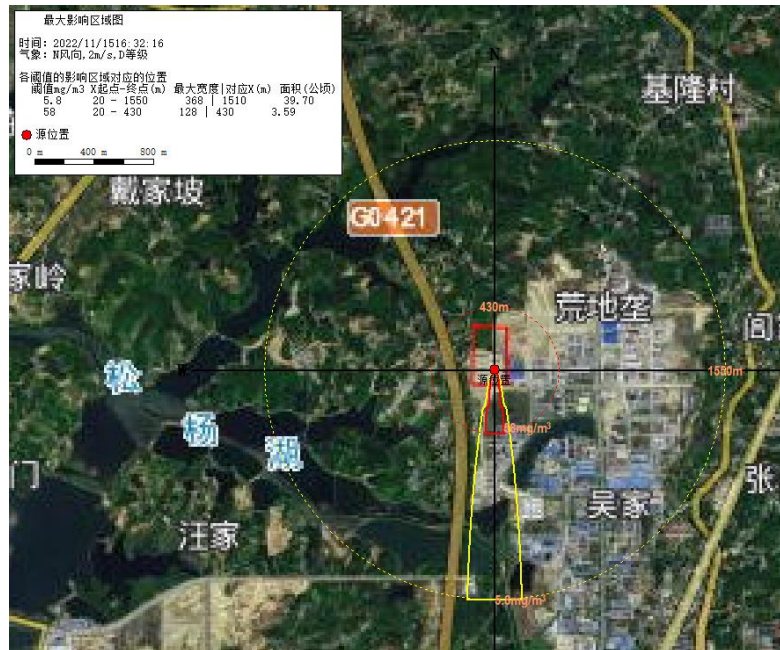 最大影响区域图
时间：2022/11/1516:32:16
气象：N风向,2m/s,D等级
各阈值的影响区域对应的位置
阈值mg/m3 X起点-终点(m) 最大宽度|对应X(m) 面积(公顷)
5.8 20 - 1550 368 | 1510 39.70
58 20 - 430 128 | 430 3.59
源位置
0 m 400 m 800 m
N
基隆村
戴家坡
G0421
家岭
430m
荒地垄
间
1550m
源位置
松
杨
湖
58mg/m³
门
张
吴家
汪家
5.8mg/m³